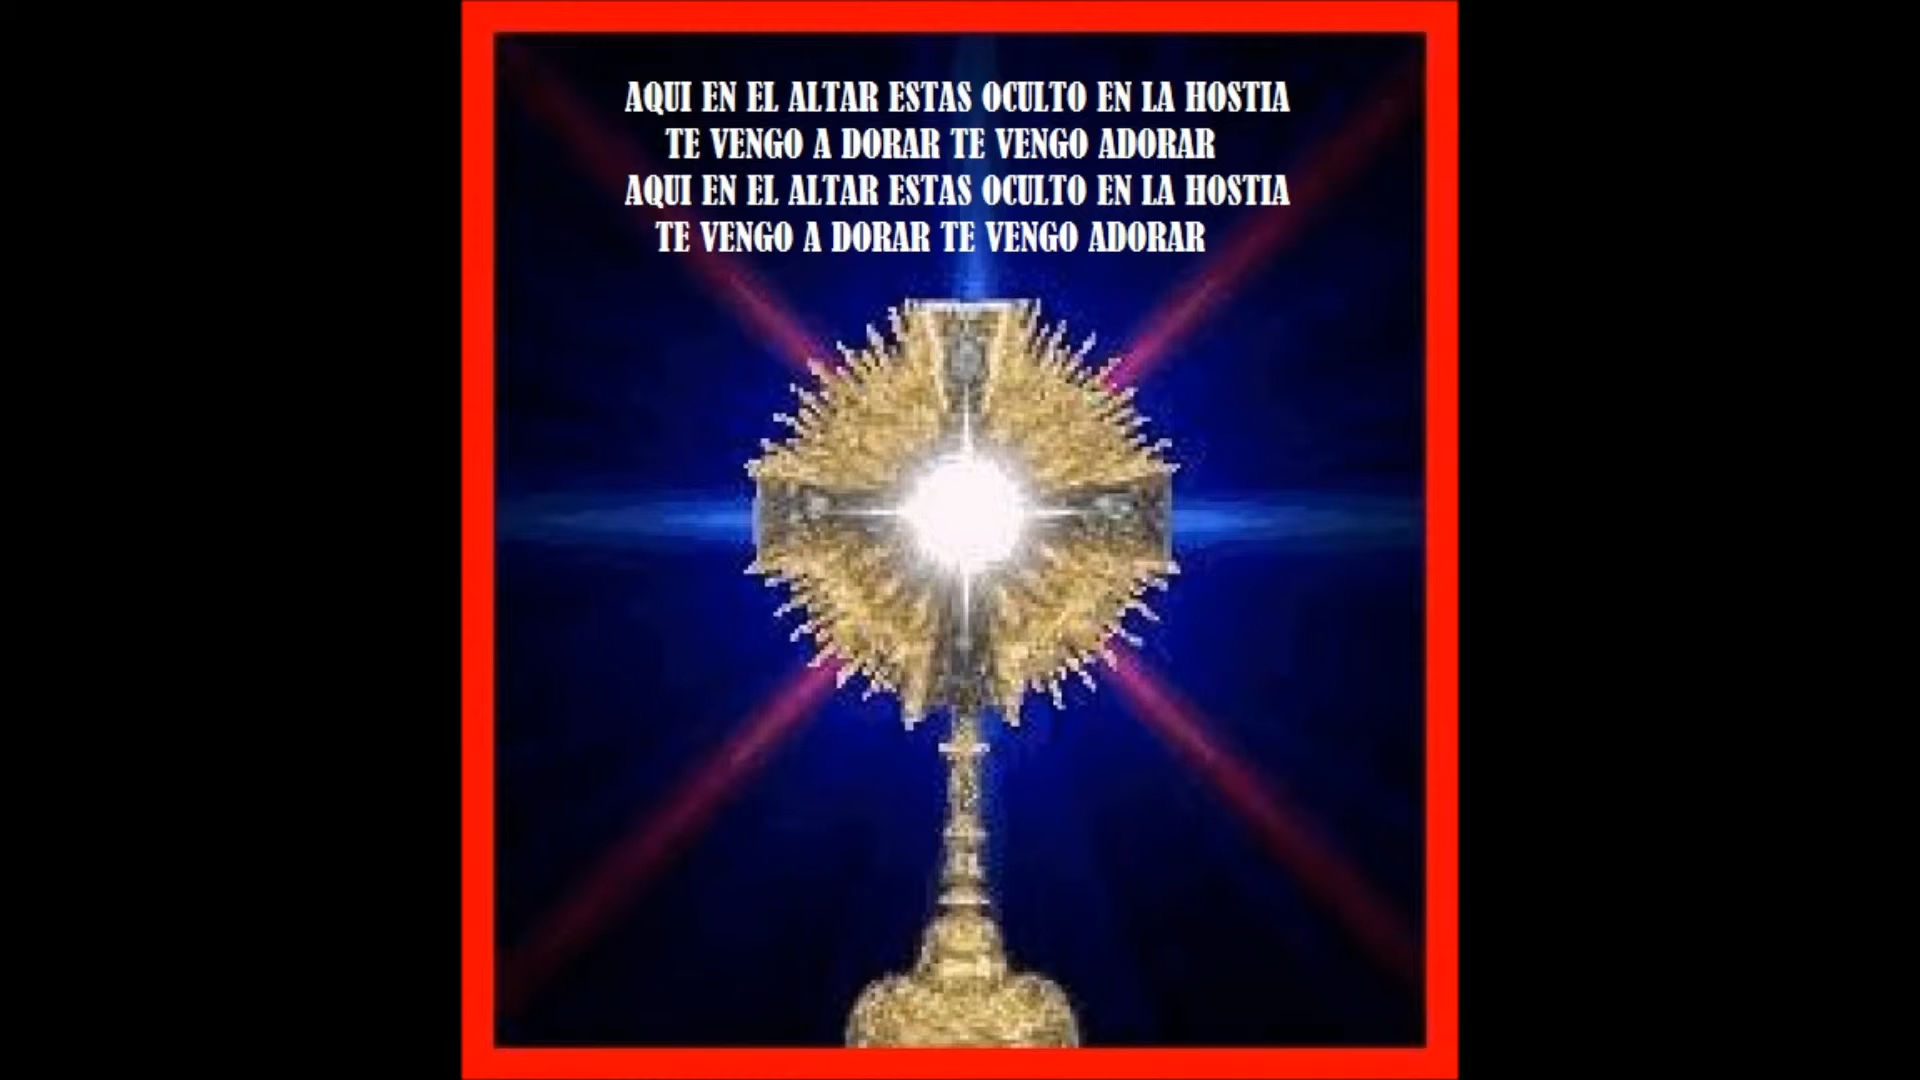 AQUI EN EL ALTAR ESTAS OCULTO EN LA HOSTIA
TE VENGO A DORAR TE VENGO ADORAR
AQUI EN EL ALTAR ESTAS OCULTO EN LA HOSTIA
TE VENGO A DORAR TE VENGO ADORAR